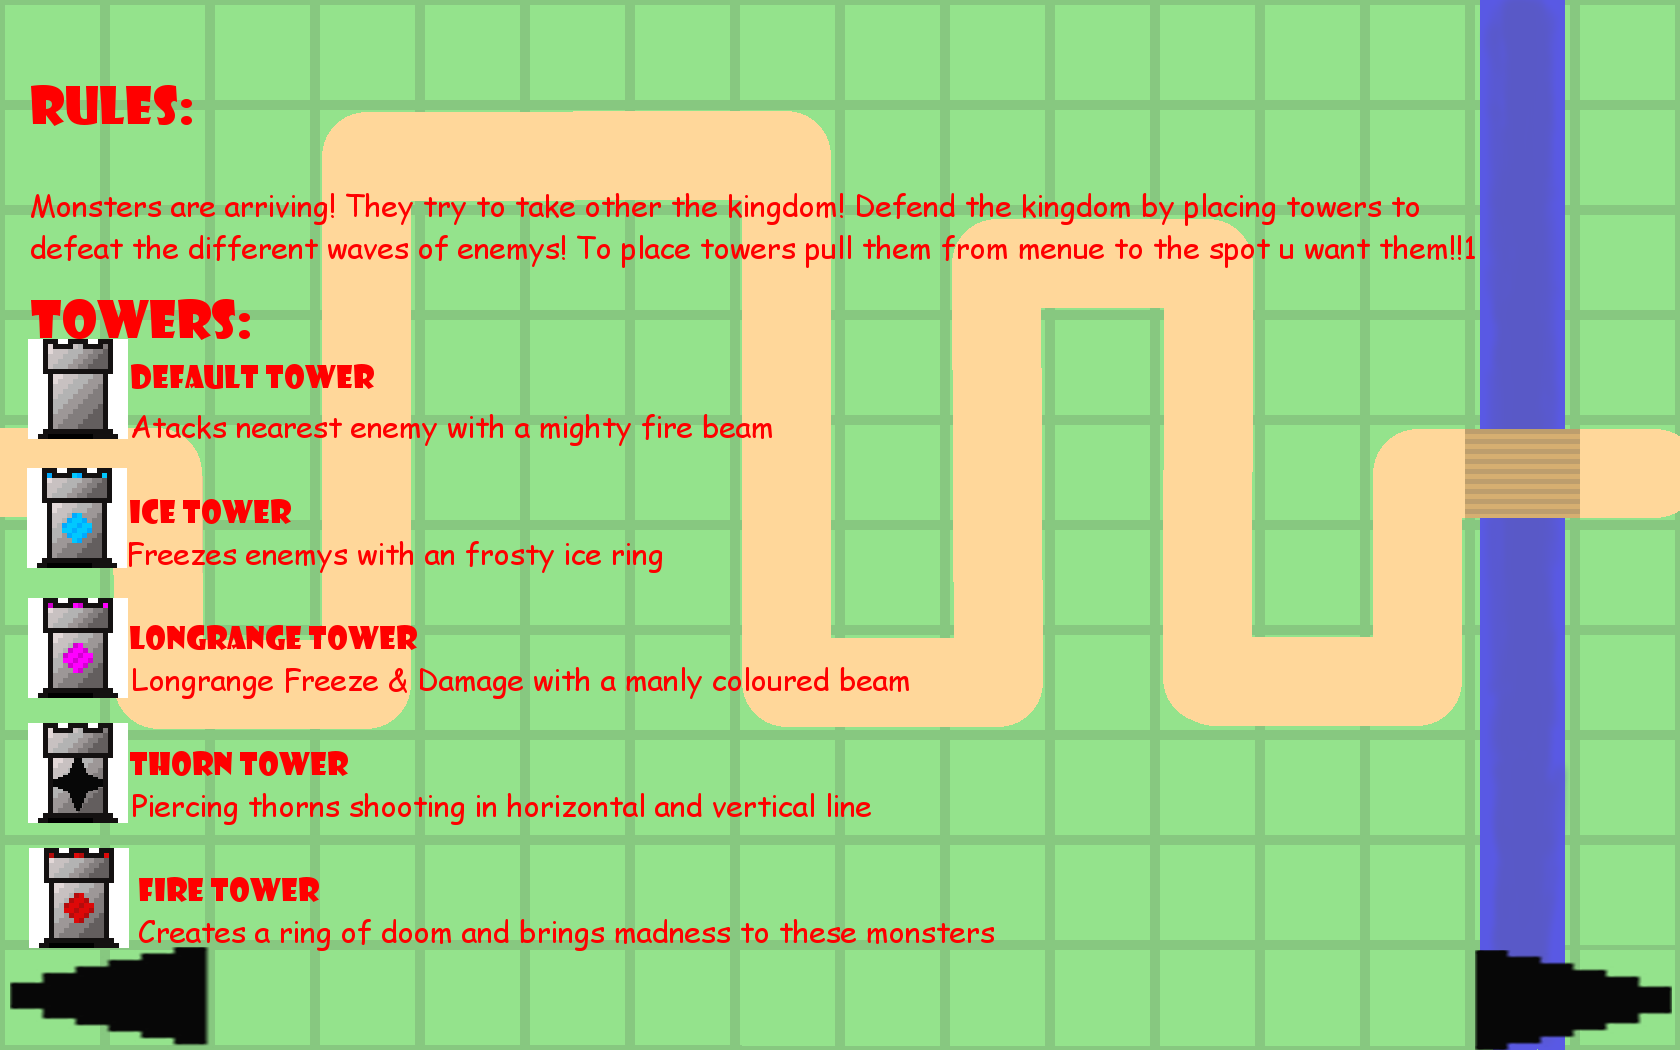 RULES:
Monsters are arriving! They try to take other the kingdom! Defend the kingdom by placing towers to
defeat the different waves of enemys! To place towers pull them from menue to the spot u want them!!1
TOWERS:
DEFAULT TOWER
Atacks nearest enemy with a mighty fire beam
ICE TOWER
Freezes enemys with an frosty ice ring
LONGRANGE TOWER
Longrange Freeze & Damage with a manly coloured beam
THORN TOWER
Piercing thorns shooting in horizontal and vertical line
FIRE TOWER
Creates a ring of doom and brings madness to these monsters